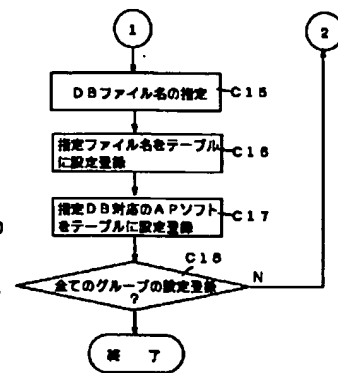 1
2
DBファイル名の指定
C15
指定ファイル名をテーブル
に設定登録
C16
指定DB対応のAPソフト
をテーブルに設定登録
C17
C18
全てのグループの設定登録
?
N
終 了